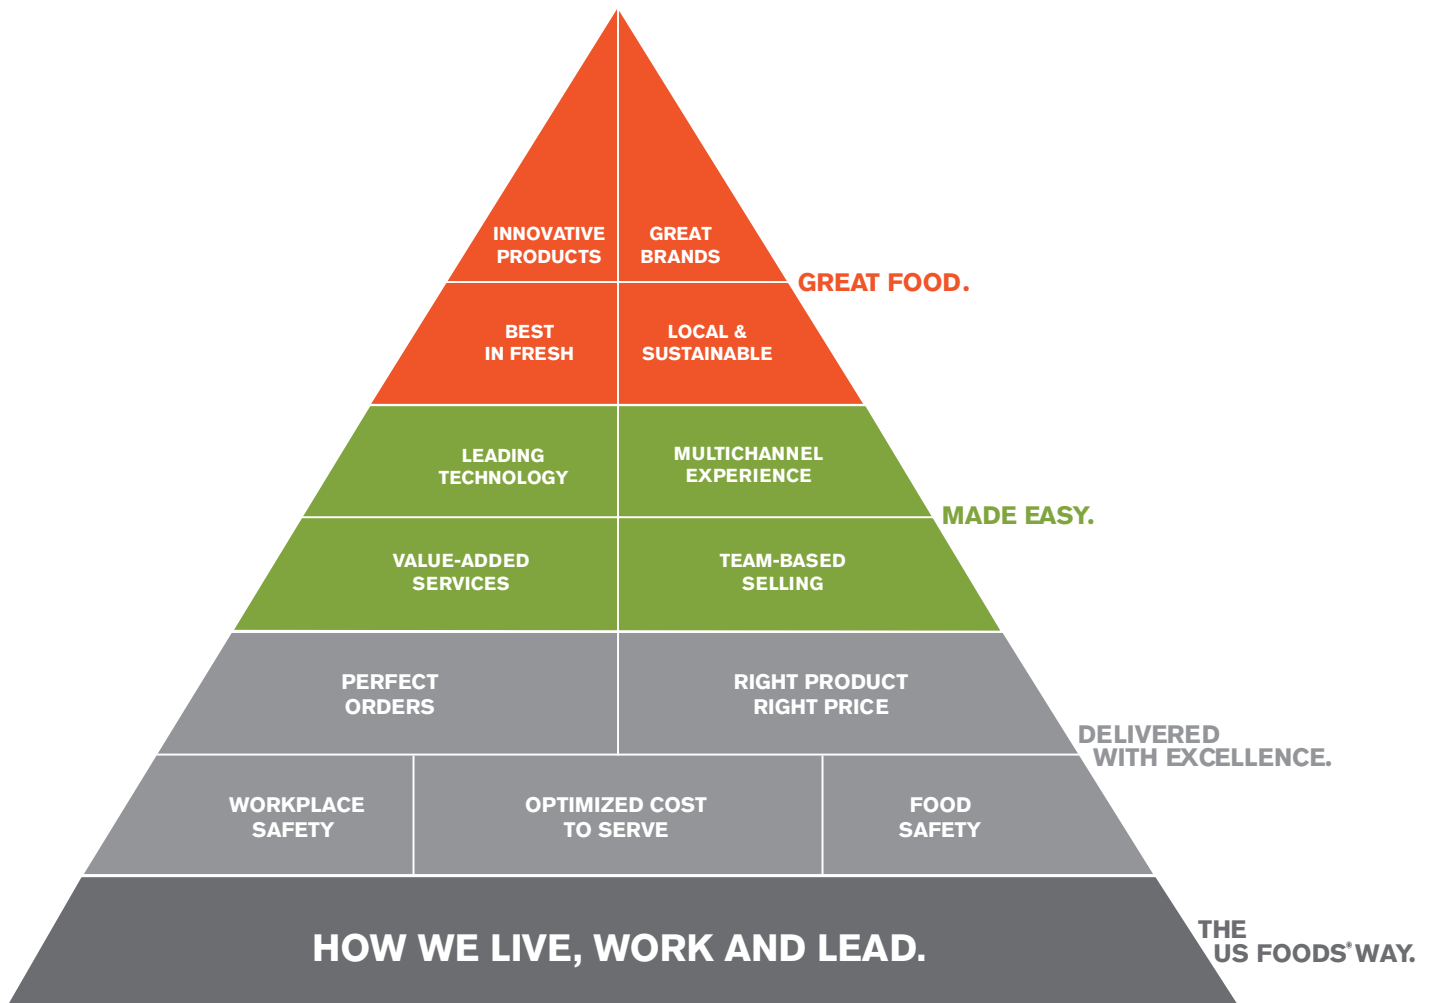 INNOVATIVE
PRODUCTS
GREAT
BRANDS
GREAT FOOD.
BEST
IN FRESH
LOCAL &
SUSTAINABLE
LEADING
TECHNOLOGY
MULTICHANNEL
EXPERIENCE
MADE EASY.
VALUE-ADDED
SERVICES
TEAM-BASED
SELLING
PERFECT
ORDERS
RIGHT PRODUCT
RIGHT PRICE
DELIVERED
WITH EXCELLENCE.
WORKPLACE
SAFETY
OPTIMIZED COST
TO SERVE
FOOD
SAFETY
HOW WE LIVE, WORK AND LEAD.
THE
US FOODS® WAY.